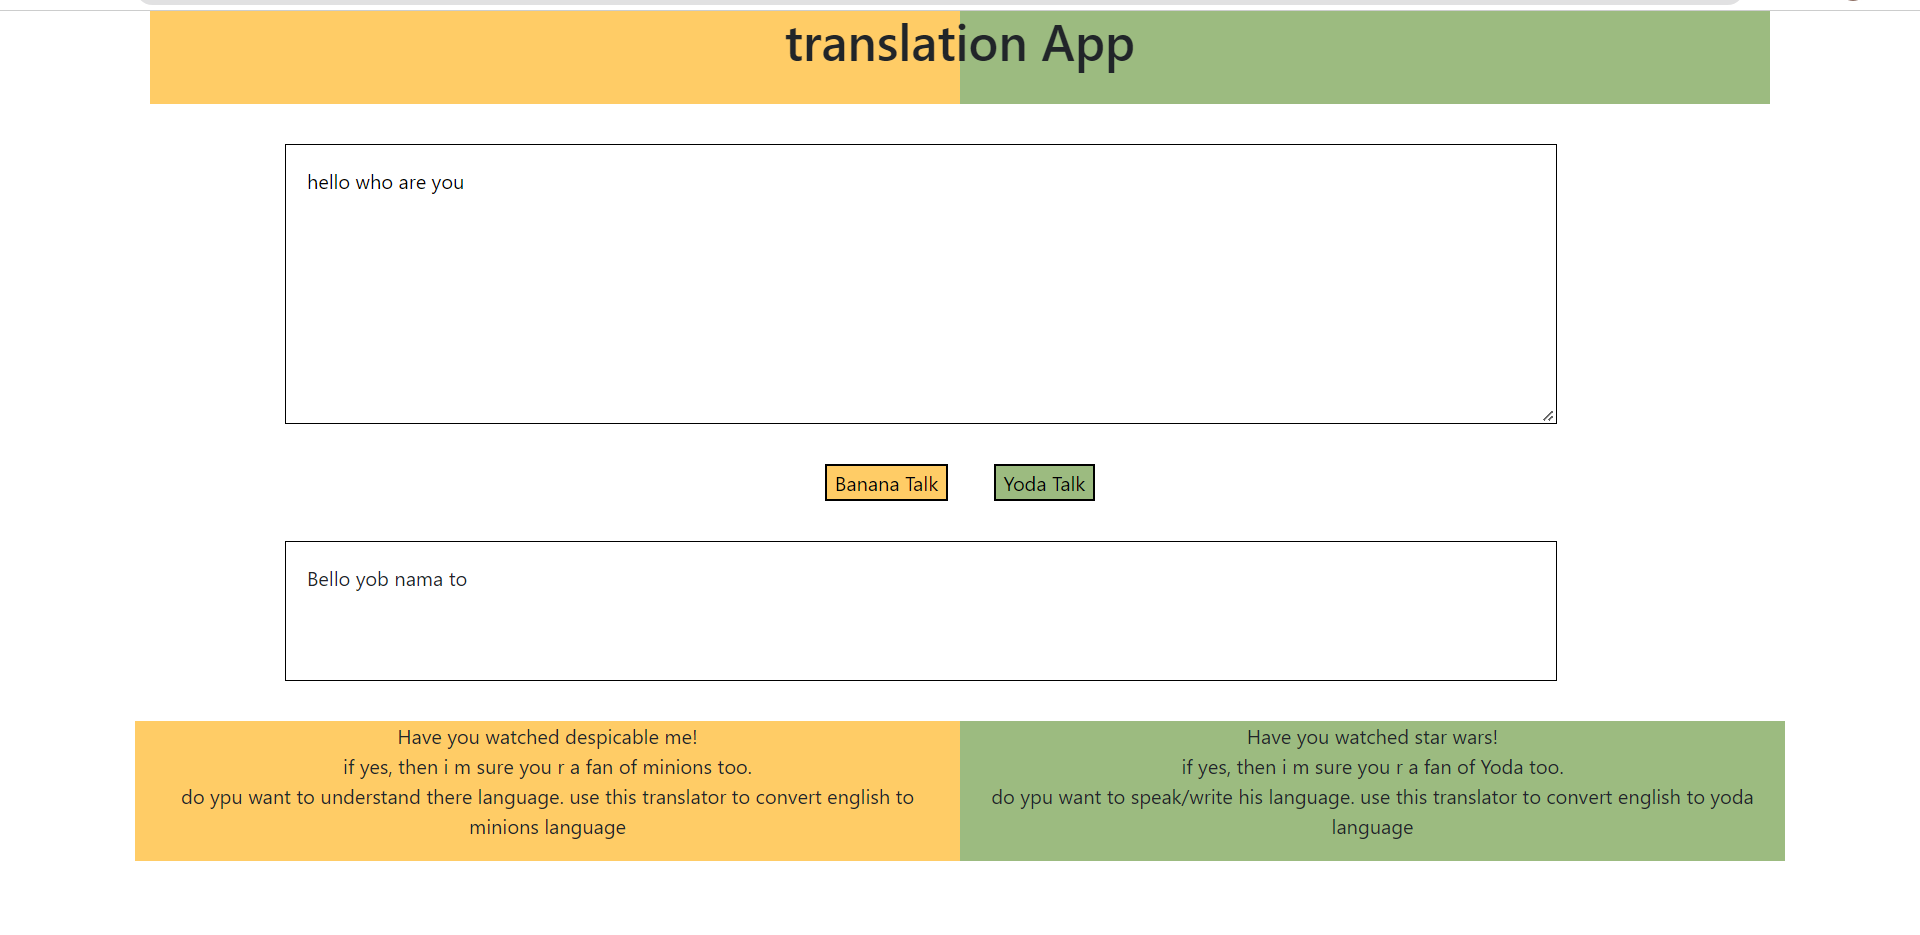 translation App
hello who are you
Banana Talk
Yoda Talk
Bello yob nama to
Have you watched despicable me!
if yes, then i m sure you r a fan of minions too.
do ypu want to understand there language. use this translator to convert english to
minions language
Have you watched star wars!
if yes, then i m sure you r a fan of Yoda too.
do ypu want to speak/write his language. use this translator to convert english to yoda
language